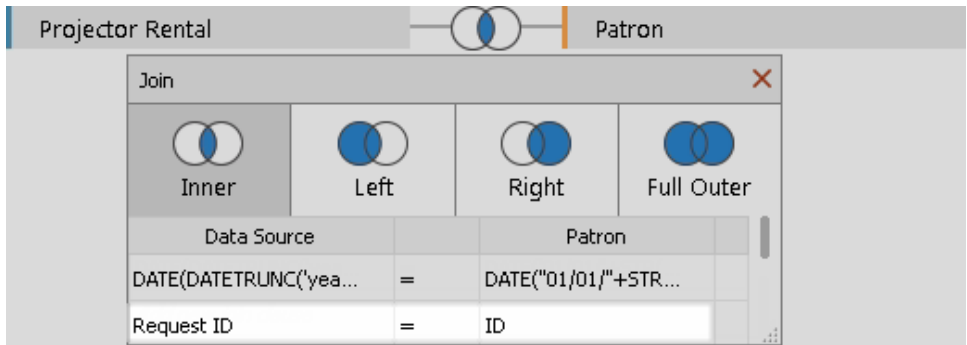 Projector Rental Patron
Join
Inner Left Right Full Outer
Data Source Patron
DATE(DATETRUNC('yea... = DATE("01/01/"+STR...
Request ID = ID